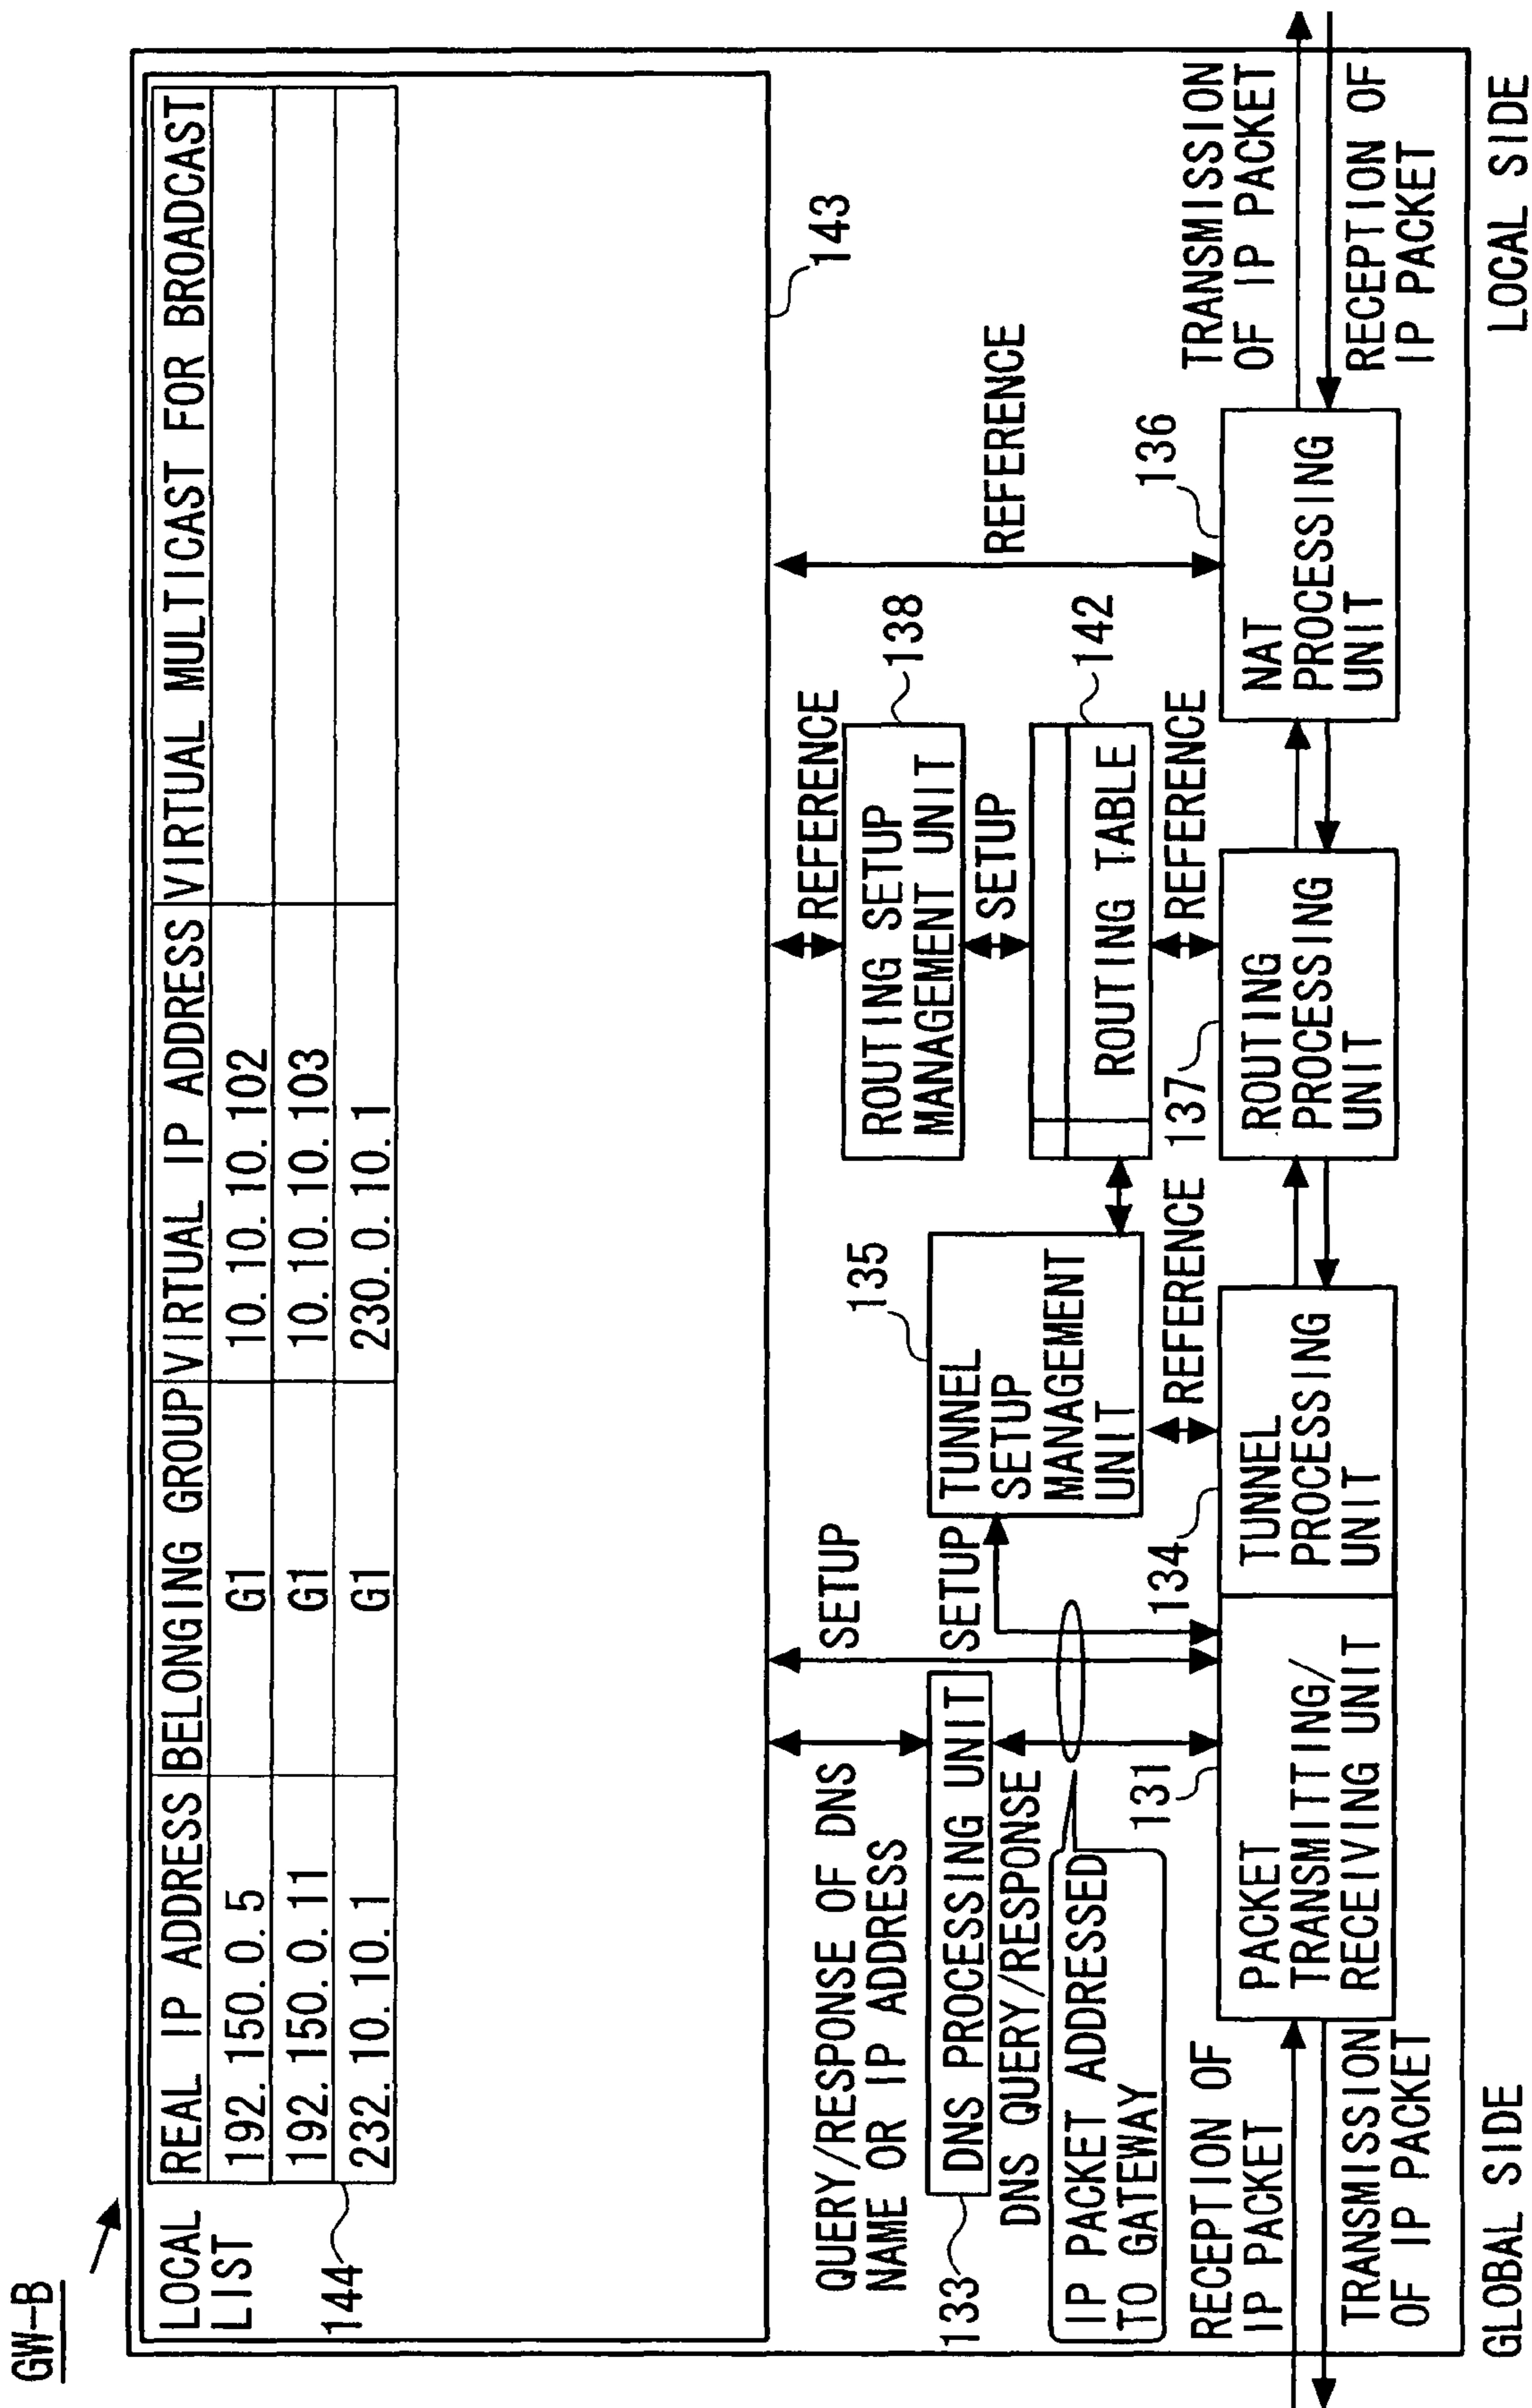 GW-B
LOCAL
LIST
REAL IP ADDRESS BELONGING GROUP VIRTUAL IP ADDRESS VIRTUAL MULTICAST FOR BROADCAST
192.150.0.5 G1 10.10.10.102
192.150.0.11 G1 10.10.10.103
232.10.10.1 G1 230.0.10.1
144
143
QUERY/RESPONSE OF DNS
NAME OR IP ADDRESS
SETUP
REFERENCE
REFERENCE
133
DNS PROCESSING UNIT
SETUP
135
TUNNEL
SETUP
MANAGEMENT
UNIT
138
ROUTING SETUP
MANAGEMENT UNIT
SETUP
142
ROUTING TABLE
DNS QUERY/RESPONSE
IP PACKET ADDRESSED
TO GATEWAY
131
134
REFERENCE
137
REFERENCE
136
RECEPTION OF
IP PACKET
PACKET
TRANSMITTING/
RECEIVING UNIT
TUNNEL
PROCESSING
UNIT
ROUTING
PROCESSING
UNIT
NAT
PROCESSING
UNIT
TRANSMISSION
OF IP PACKET
TRANSMISSION
OF IP PACKET
RECEPTION OF
IP PACKET
GLOBAL SIDE
LOCAL SIDE